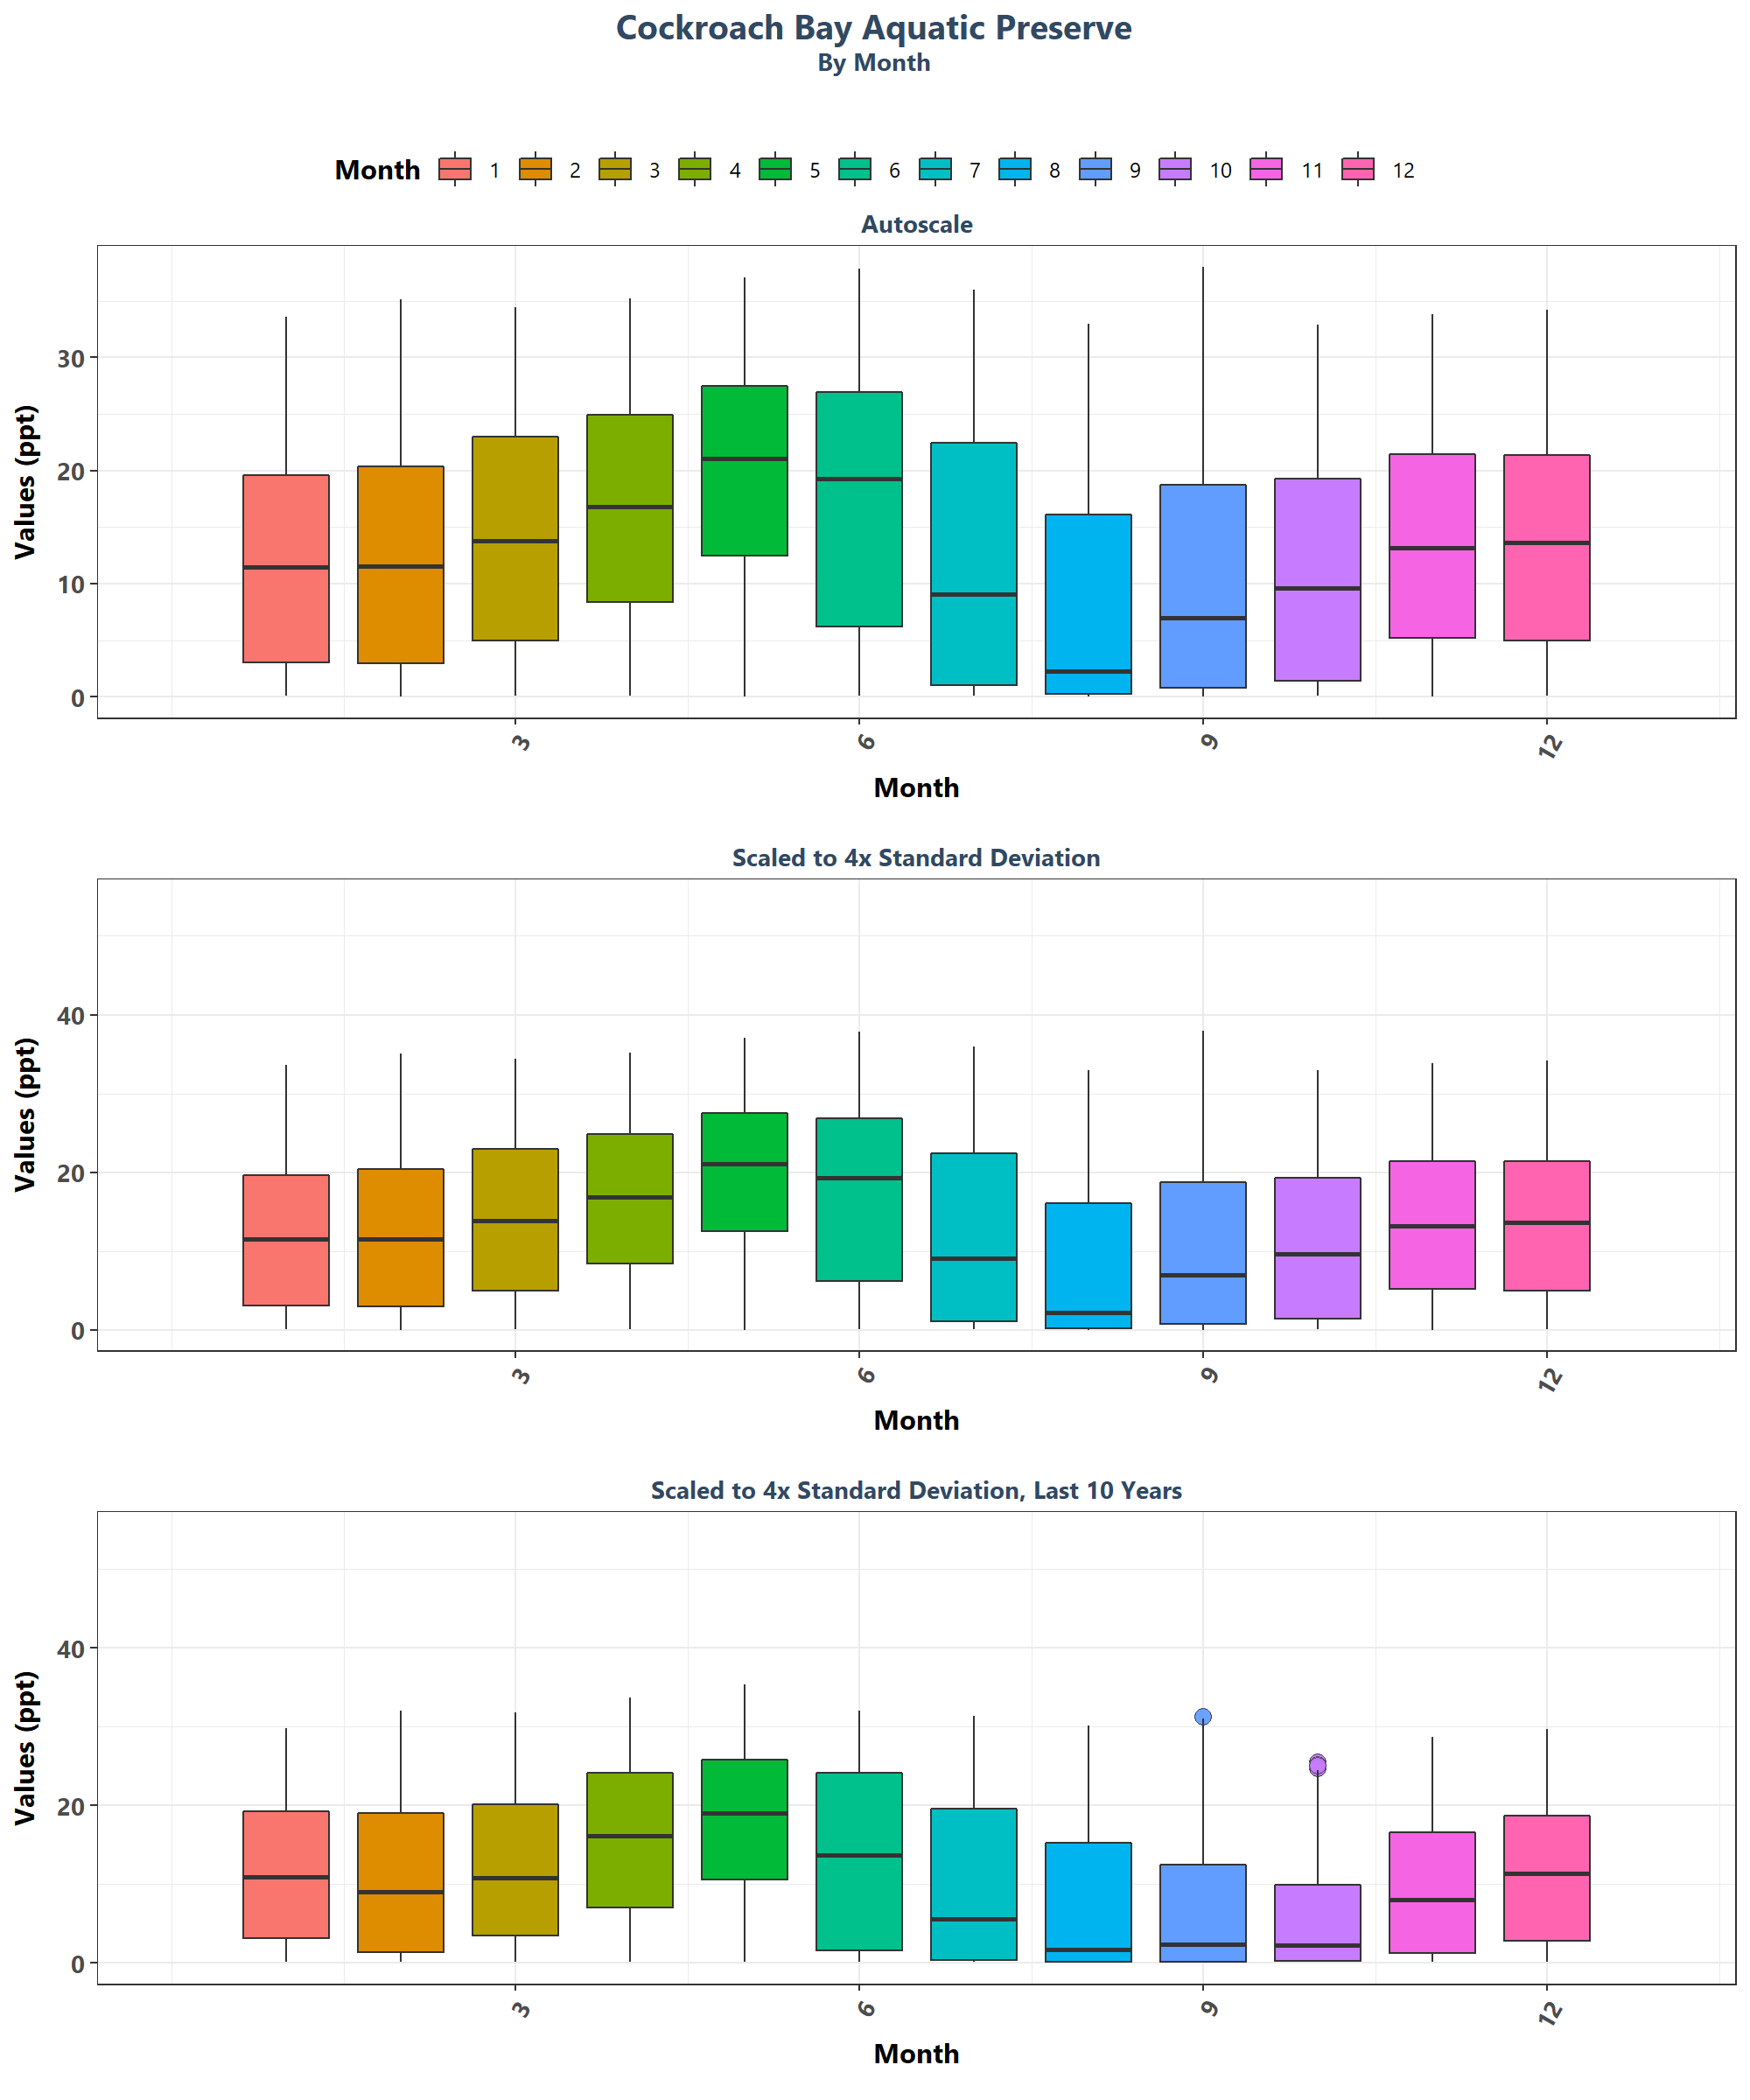 Cockroach Bay Aquatic Preserve
By Month
Month 1 2 3 4 5 6 7 8 9 10 11 12
Autoscale
Values (ppt)
30
20
10
0
3 6 9 12
Month
Scaled to 4x Standard Deviation
Values (ppt)
40
20
0
3 6 9 12
Month
Scaled to 4x Standard Deviation, Last 10 Years
Values (ppt)
40
20
0
3 6 9 12
Month